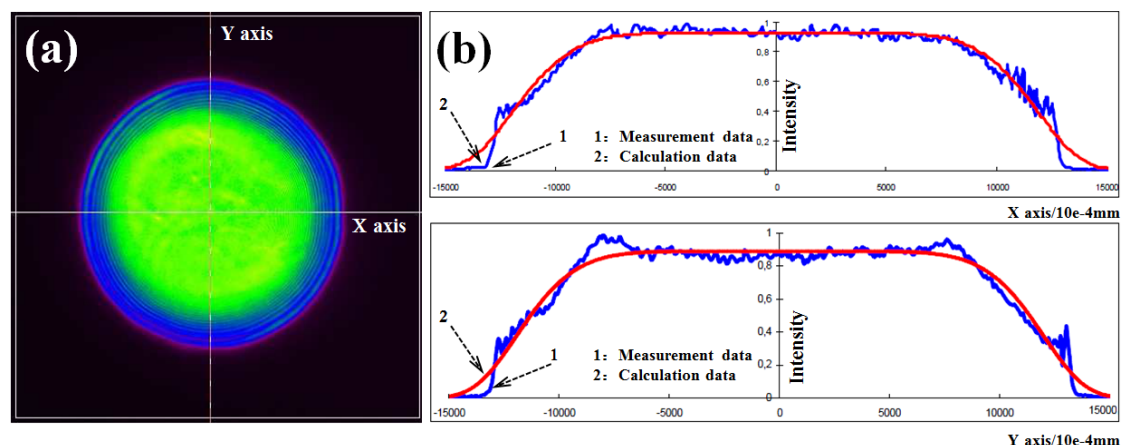 (a)
Y axis
X axis
(b)
1
0,8
0,6
0,4
0,2
0
Intensity
2
1
1: Measurement data
2: Calculation data
-15000
-10000
-5000
0
5000
10000
15000
X axis/10e-4mm
1
0,8
0,6
0,4
0,2
0
Intensity
2
1
1: Measurement data
2: Calculation data
-15000
-10000
-5000
0
5000
10000
15000
Y axis/10e-4mm